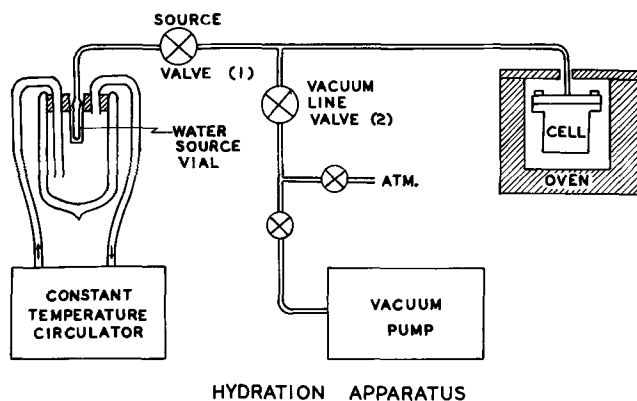 SOURCE
VALVE (1)
VACUUM
LINE
VALVE (2)
WATER
SOURCE
VIAL
CELL
OVEN
ATM.
CONSTANT
TEMPERATURE
CIRCULATOR
VACUUM
PUMP
HYDRATION APPARATUS